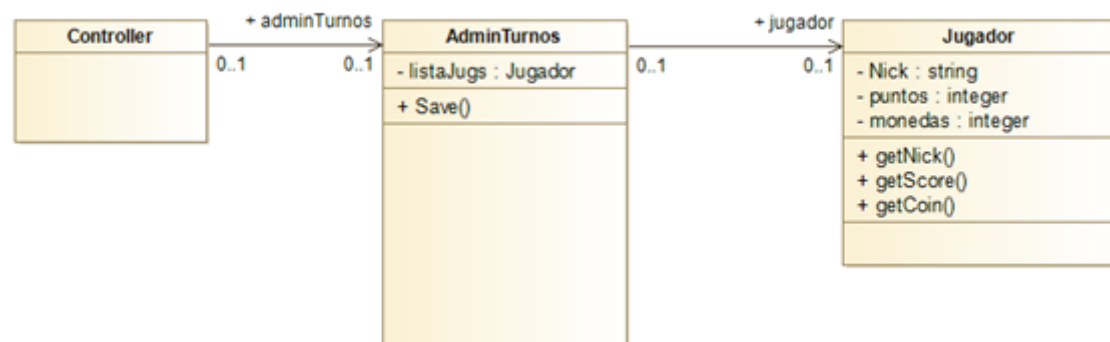 + adminTurnos
+ jugador
Controller
AdminTurnos
Jugador
0..1
0..1
- listaJugs : Jugador
0..1
0..1
- Nick : string
+ Save()
- puntos : integer
- monedas : integer
+ getNick()
+ getScore()
+ getCoin()